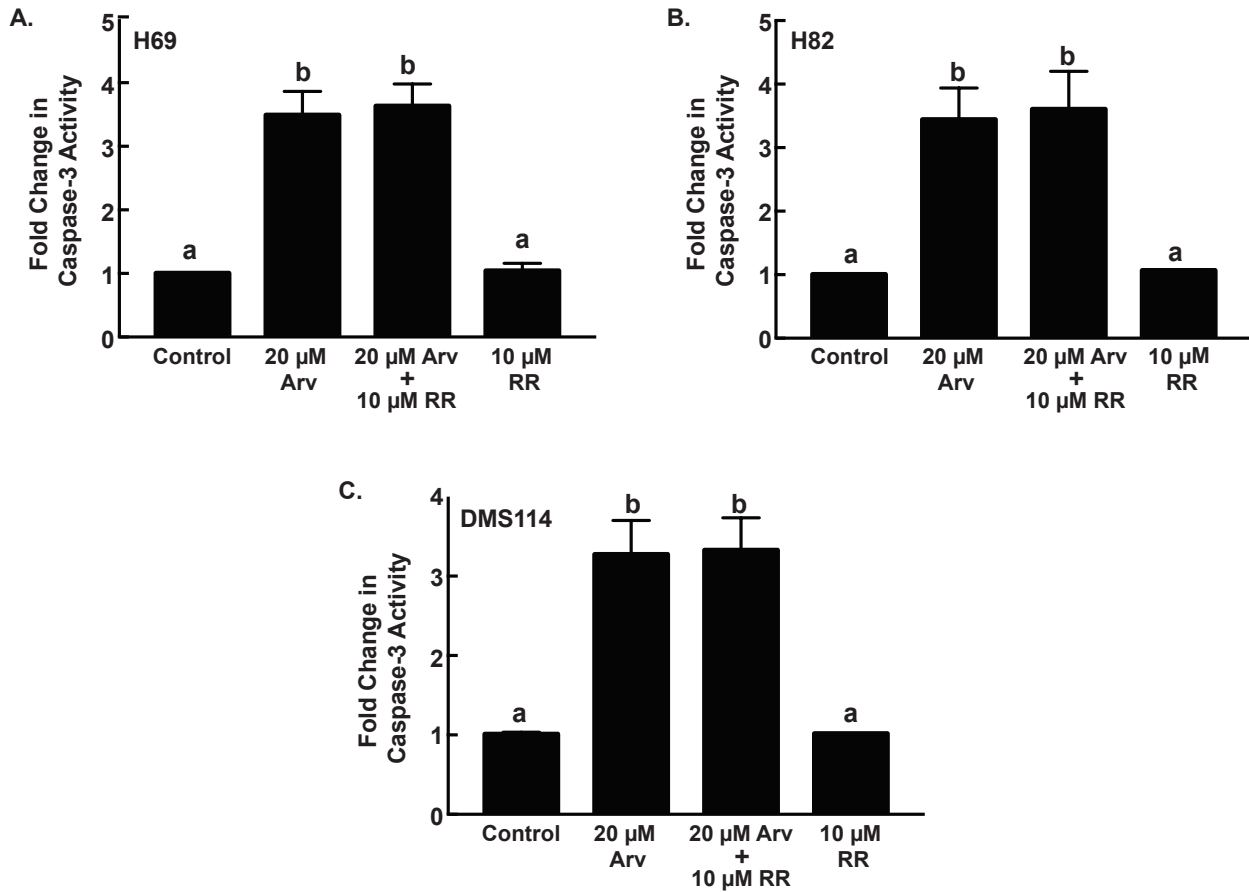 A.
H69
Fold Change in
Caspase-3 Activity
5
4
3
2
1
0
a
b
b
a
Control
20 µM
Arv
20 µM Arv
+
10 µM RR
10 µM
RR
B.
H82
Fold Change in
Caspase-3 Activity
5
4
3
2
1
0
a
b
b
a
Control
20 µM
Arv
20 µM Arv
+
10 µM RR
10 µM
RR
C.
DMS114
Fold Change in
Caspase-3 Activity
4
3
2
1
0
a
b
b
a
Control
20 µM
Arv
20 µM Arv
+
10 µM RR
10 µM
RR